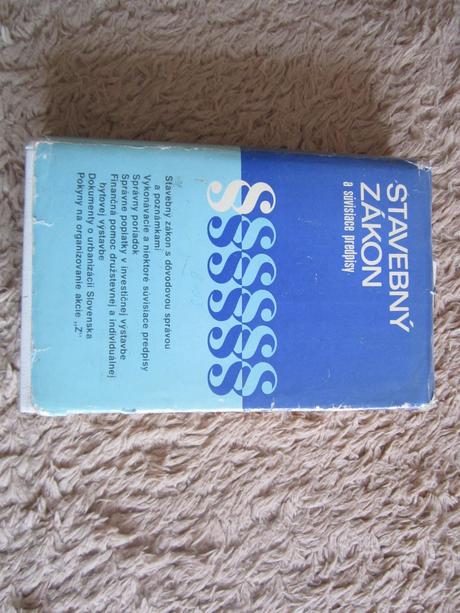 STAVEBNÝ
ZÁKON
a súvisiace predpisy
Stavebný zákon s dôvodovou správou
a poznámkami
Vykonávacie a niektoré súvisiace predpisy
Správny poriadok
Správne poplatky v investičnej výstavbe
Finančná pomoc družstevnej a individuálnej
bytovej výstavbe
Dokumenty o urbanizácii Slovenska
Pokyny na organizovanie akcie „Z"